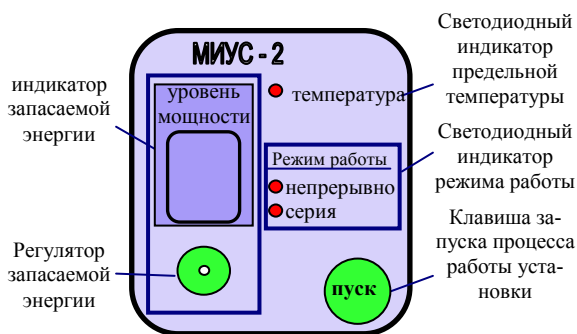 МИУС - 2
индикатор
запасаемой
энергии
уровень
мощности
температура
Светодиодный
индикатор
предельной
температуры
Режим работы
непрерывно
серия
Светодиодный
индикатор
режима работы
Регулятор
запасаемой
энергии
пуск
Клавиша за-
пуска процесса
работы уста-
новки